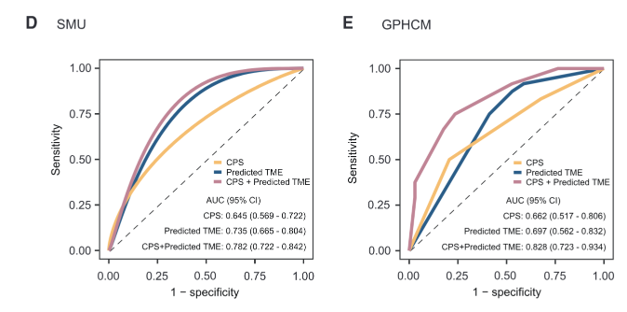 D SMU
1.00
0.75
0.50
0.25
0.00
Sensitivity
CPS
Predicted TME
CPS + Predicted TME
AUC (95% CI)
CPS: 0.645 (0.569 - 0.722)
Predicted TME: 0.735 (0.665 - 0.804)
CPS+Predicted TME: 0.782 (0.722 - 0.842)
0.00 0.25 0.50 0.75 1.00
1 − specificity
E GPHCM
1.00
0.75
0.50
0.25
0.00
Sensitivity
CPS
Predicted TME
CPS + Predicted TME
AUC (95% CI)
CPS: 0.662 (0.517 - 0.806)
Predicted TME: 0.697 (0.562 - 0.832)
CPS+Predicted TME: 0.828 (0.723 - 0.934)
0.00 0.25 0.50 0.75 1.00
1 − specificity